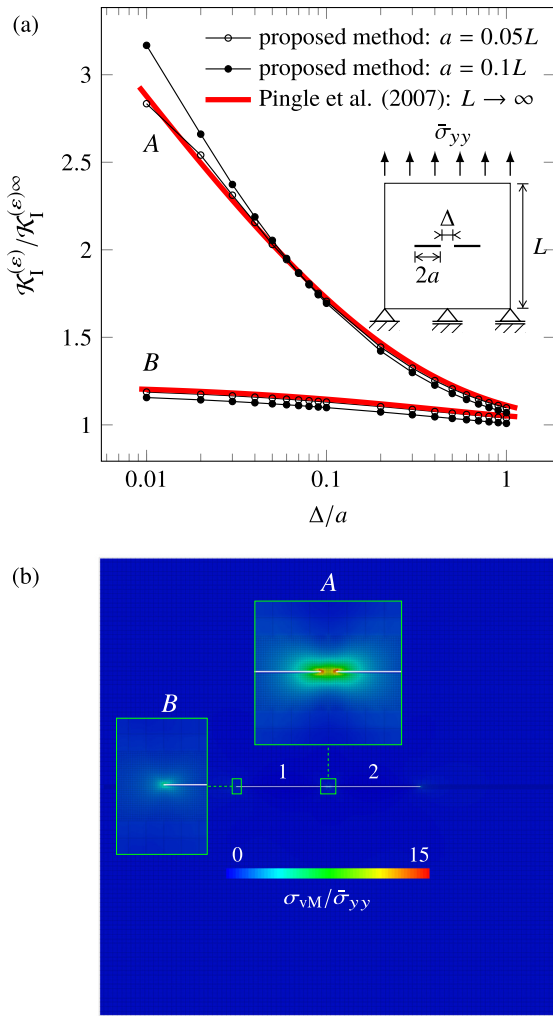 (a)
proposed method: a = 0.05L
proposed method: a = 0.1L
Pingle et al. (2007): L → ∞
3
2.5
2
1.5
1
A
B
σ̄yy
Δ
2a
L
𝒦I(ε)/𝒦I(ε)∞
0.01
0.1
1
Δ/a
(b)
A
B
1
2
0
15
σvM/σ̄yy